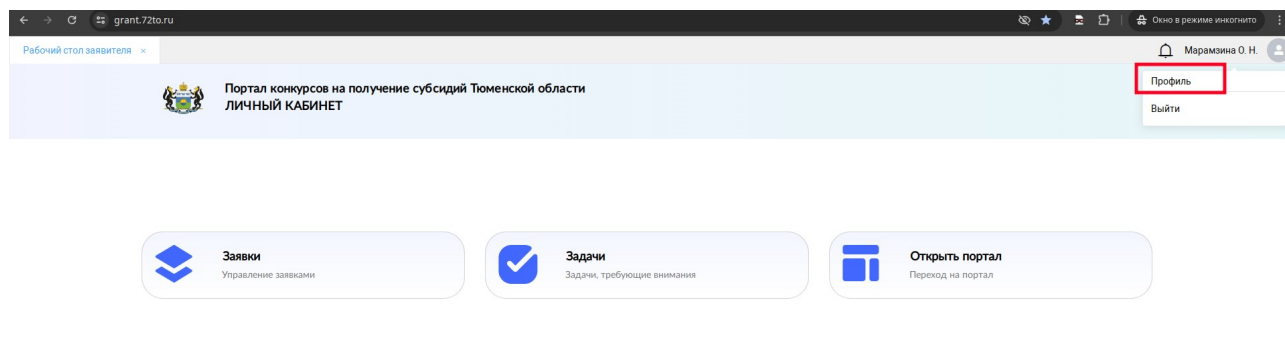 grant.72to.ru
Окно в режиме инкогнито
Рабочий стол заявителя ×
Марамзина О. Н.
Портал конкурсов на получение субсидий Тюменской области
ЛИЧНЫЙ КАБИНЕТ
Профиль
Выйти
Заявки
Управление заявками
Задачи
Задачи, требующие внимания
Открыть портал
Переход на портал